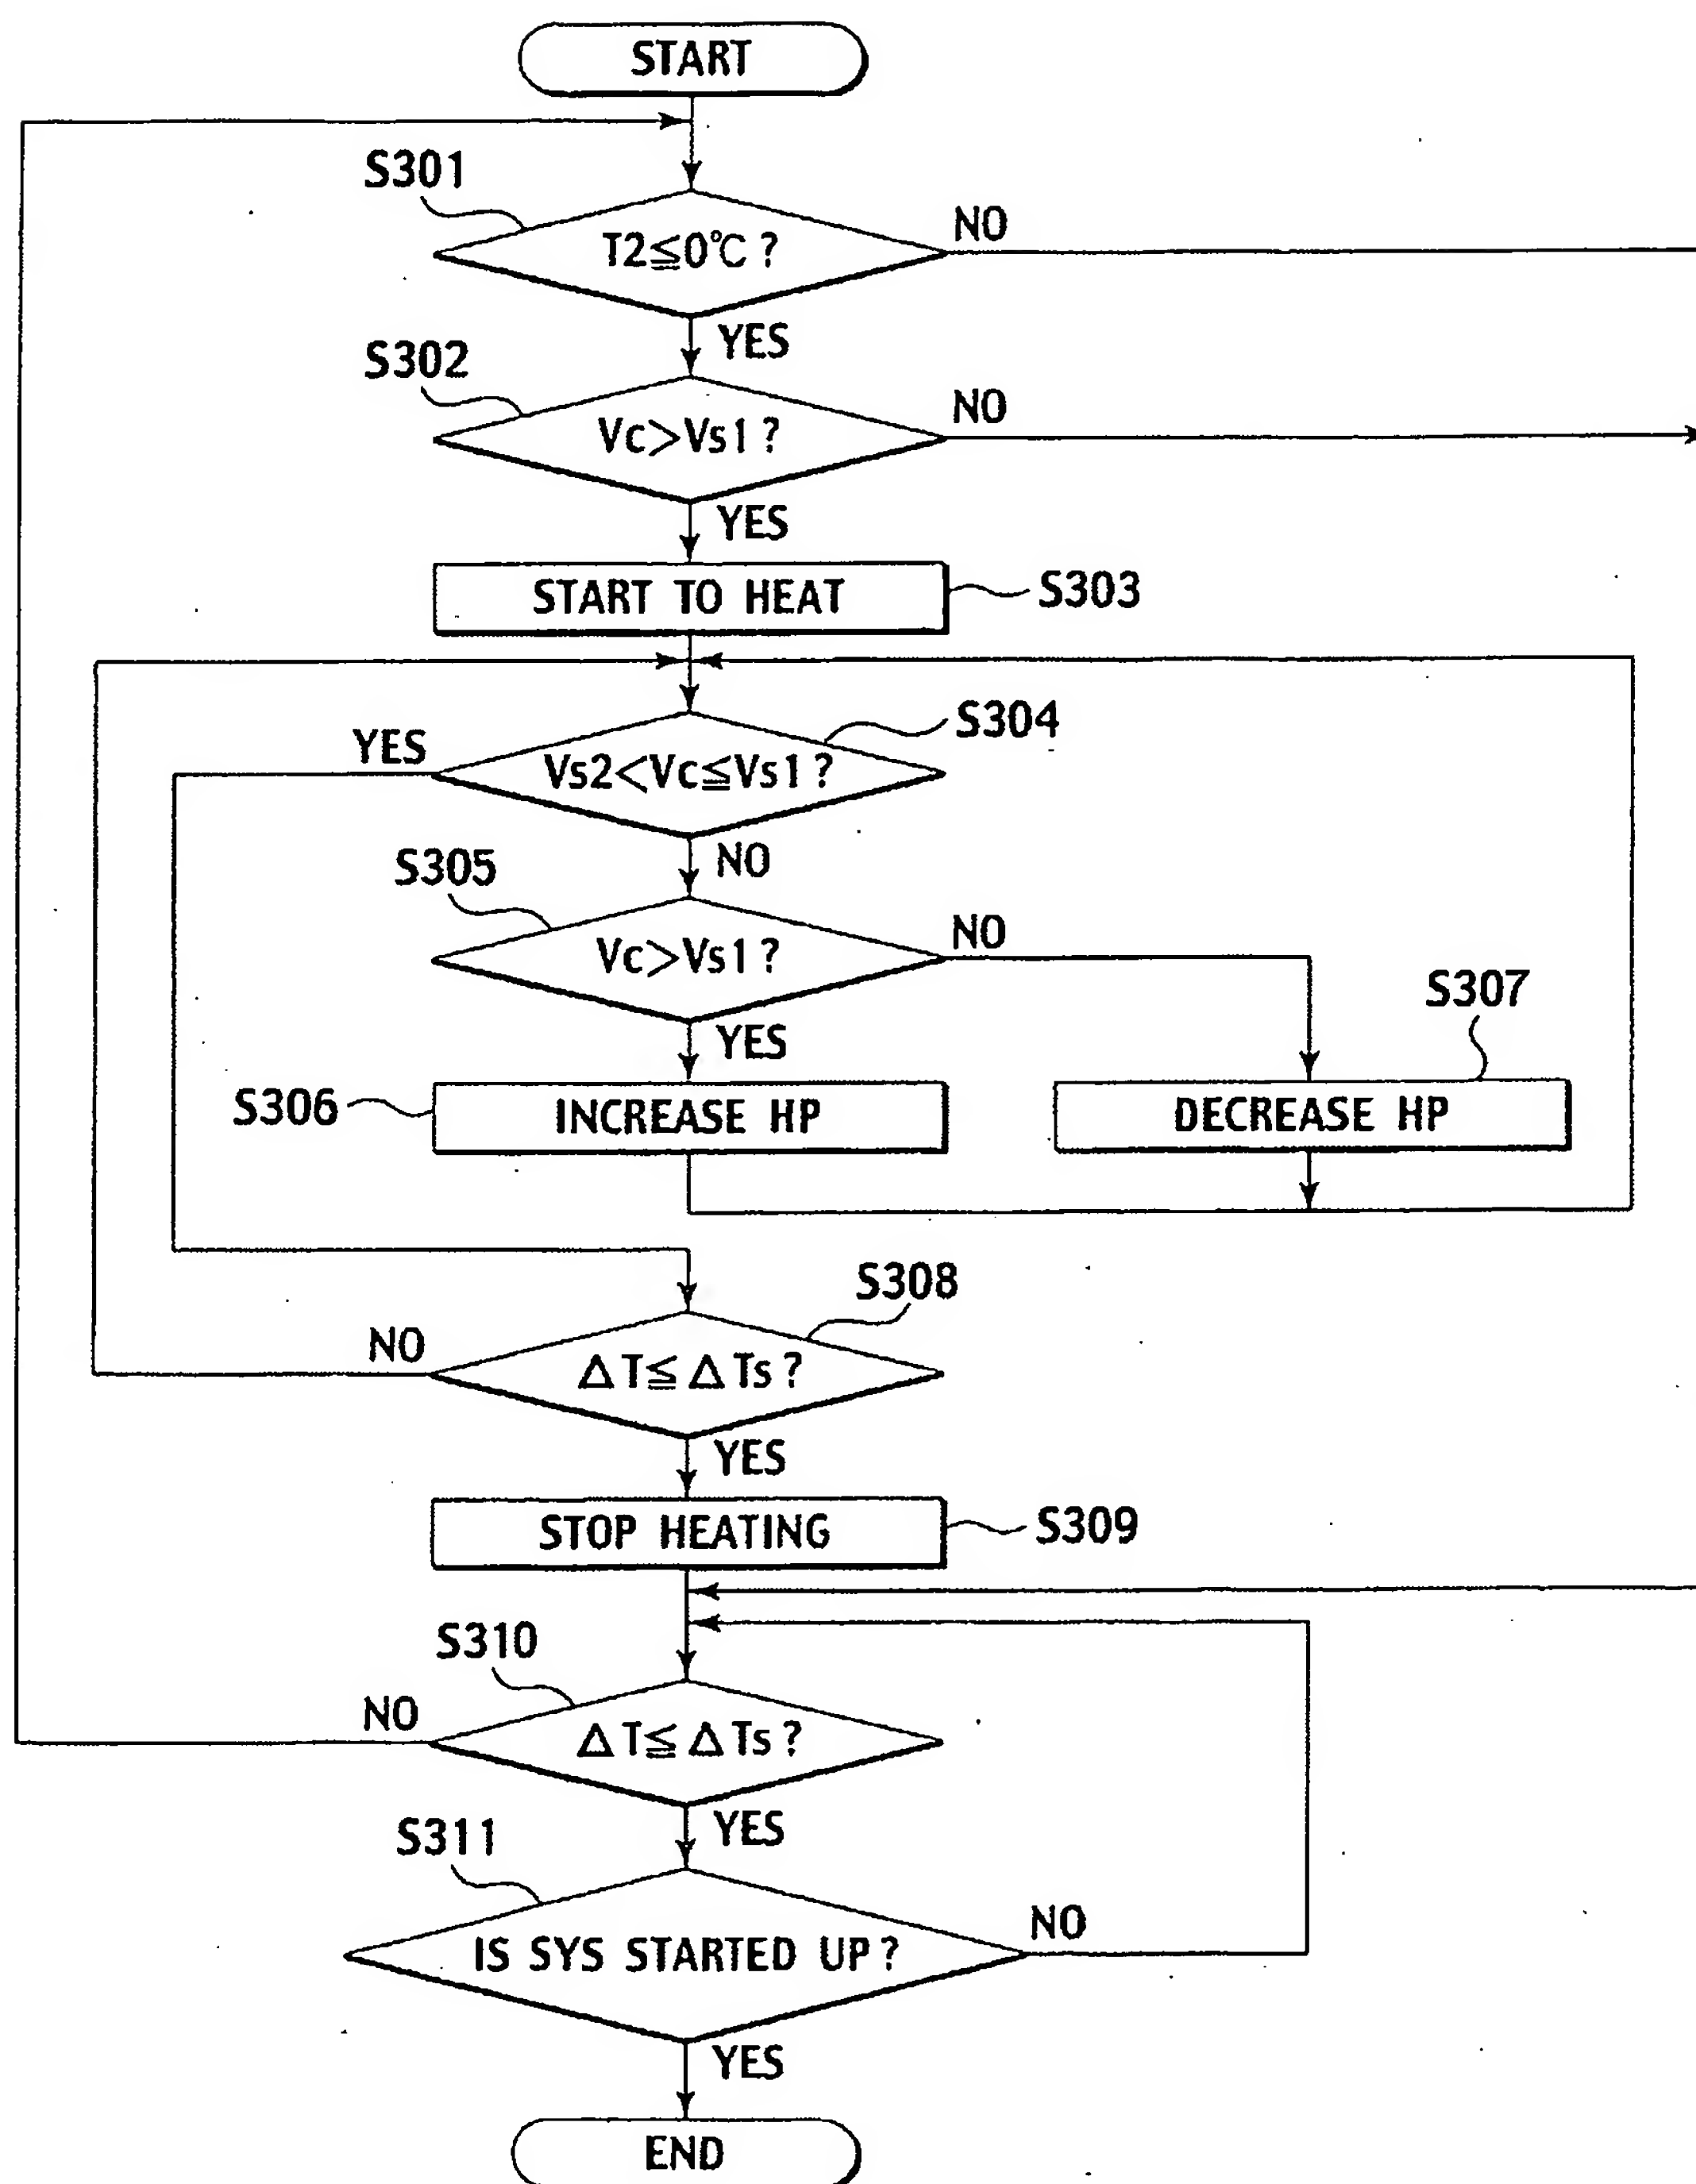 START
S301
T2≦0℃?
NO
YES
S302
Vc>Vs1?
NO
YES
START TO HEAT
S303
S304
YES
Vs2<Vc≦Vs1?
NO
S305
Vc>Vs1?
NO
YES
S307
S306
INCREASE HP
DECREASE HP
S308
NO
ΔT≦ΔTs?
YES
STOP HEATING
S309
S310
NO
ΔT≦ΔTs?
YES
S311
IS SYS STARTED UP?
NO
YES
END